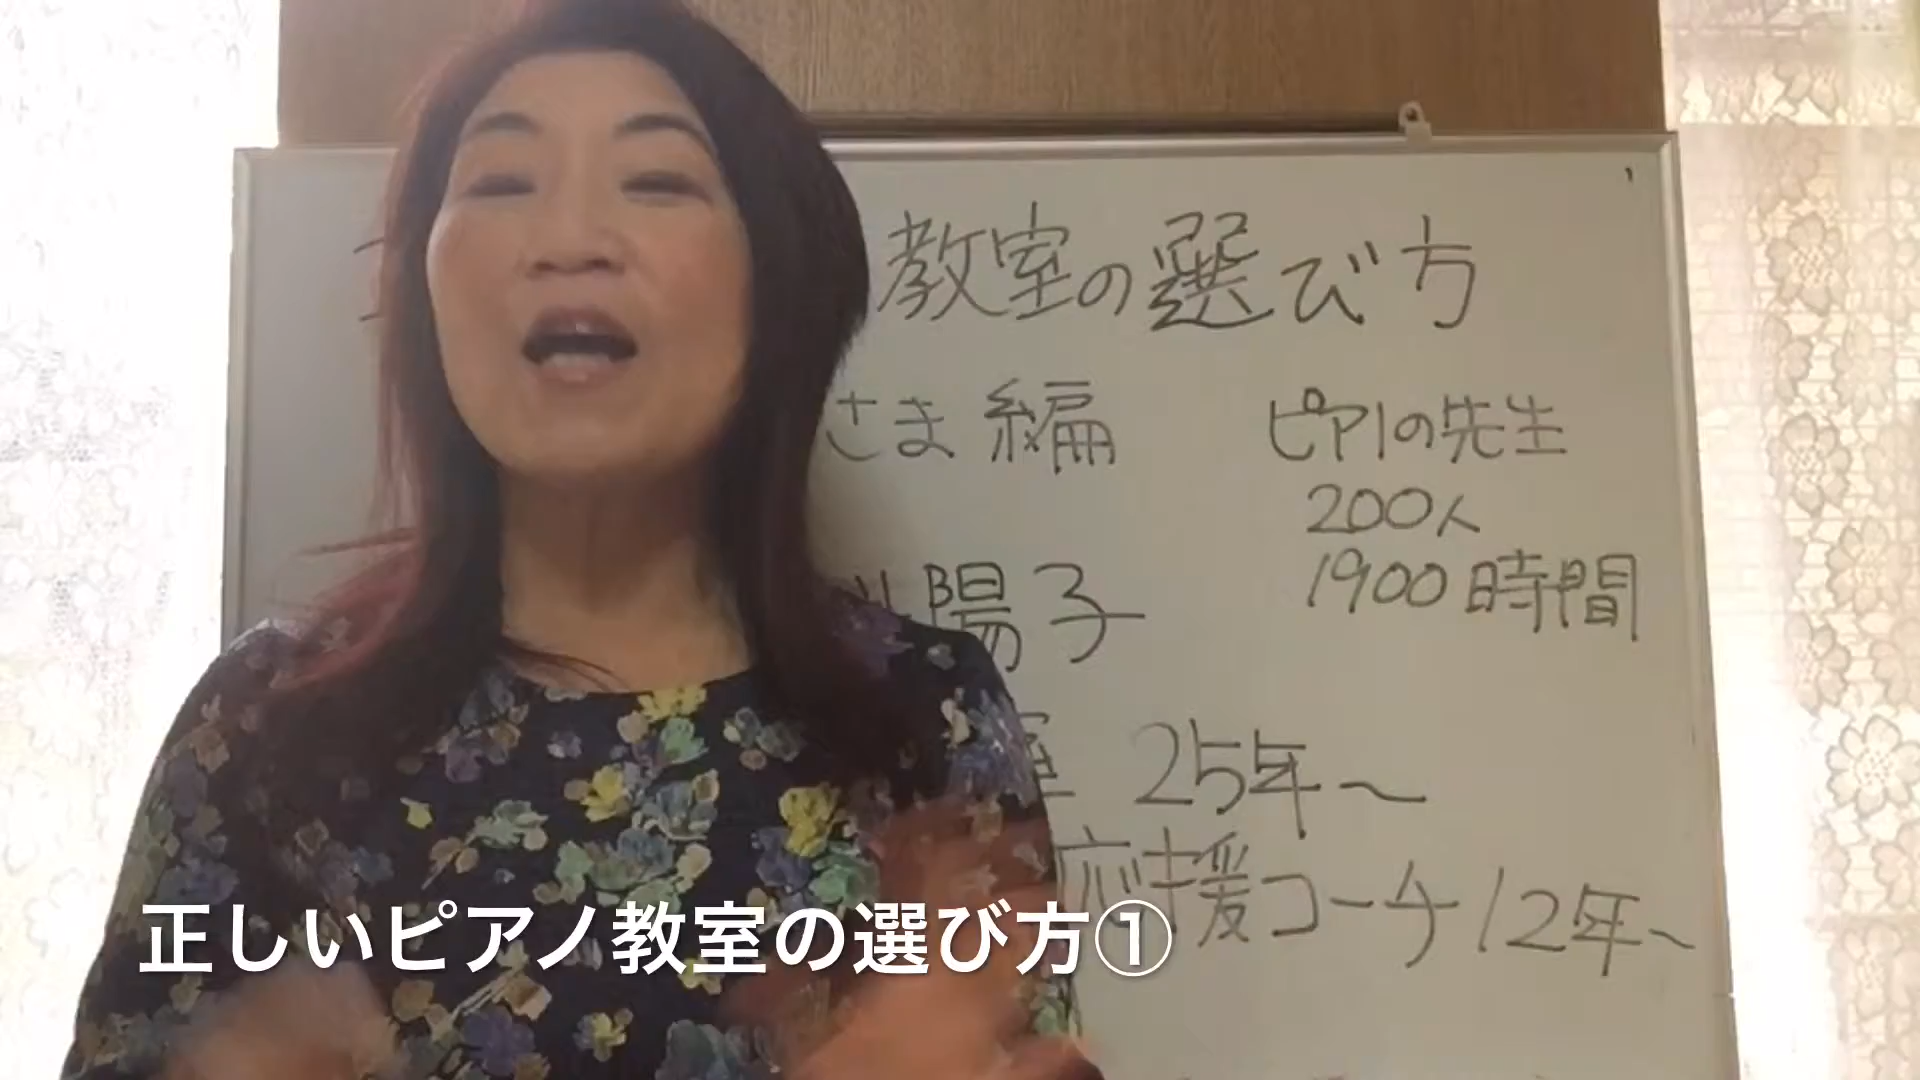 教室の選び方
さま編
ピアノの先生
200人
1900時間
陽子
室 25年～
応援コーチ12年～
正しいピアノ教室の選び方①